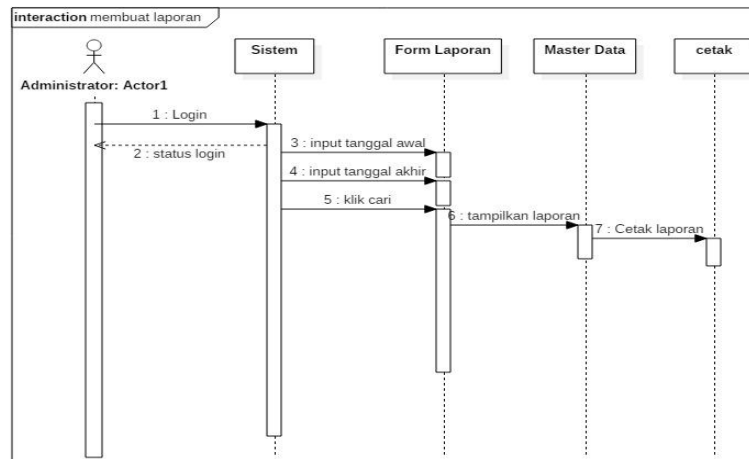 interaction membuat laporan
Sistem
Form Laporan
Master Data
cetak
Administrator: Actor1
1 : Login
2 : status login
3 : input tanggal awal
4 : input tanggal akhir
5 : klik cari
6 : tampilkan laporan
7 : Cetak laporan